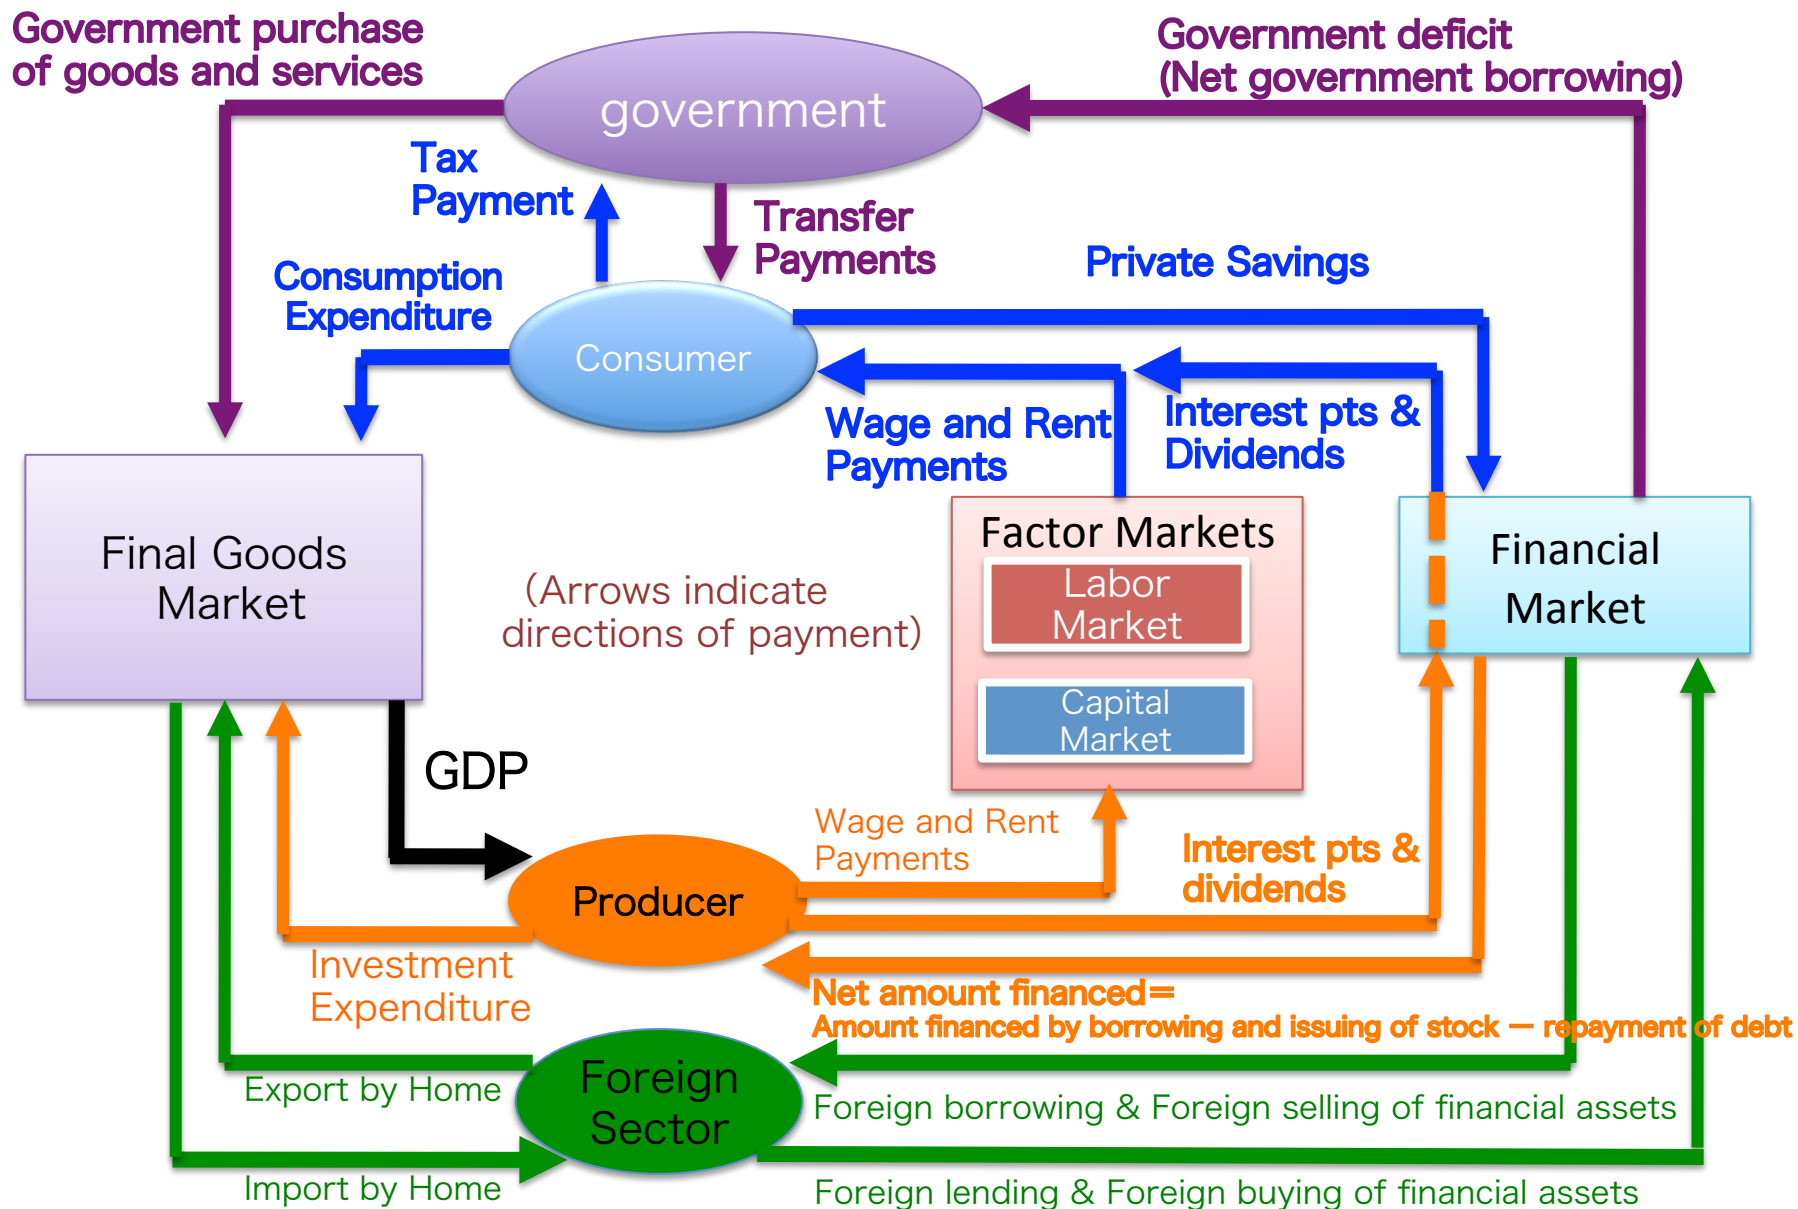 Government purchase
of goods and services
Government deficit
(Net government borrowing)
government
Tax
Payment
Transfer
Payments
Private Savings
Consumption
Expenditure
Consumer
Wage and Rent
Payments
Interest pts &
Dividends
Final Goods
Market
(Arrows indicate
directions of payment)
Factor Markets
Labor
Market
Capital
Market
Financial
Market
GDP
Wage and Rent
Payments
Interest pts &
dividends
Producer
Investment
Expenditure
Net amount financed=
Amount financed by borrowing and issuing of stock — repayment of debt
Foreign
Sector
Export by Home
Foreign borrowing & Foreign selling of financial assets
Import by Home
Foreign lending & Foreign buying of financial assets